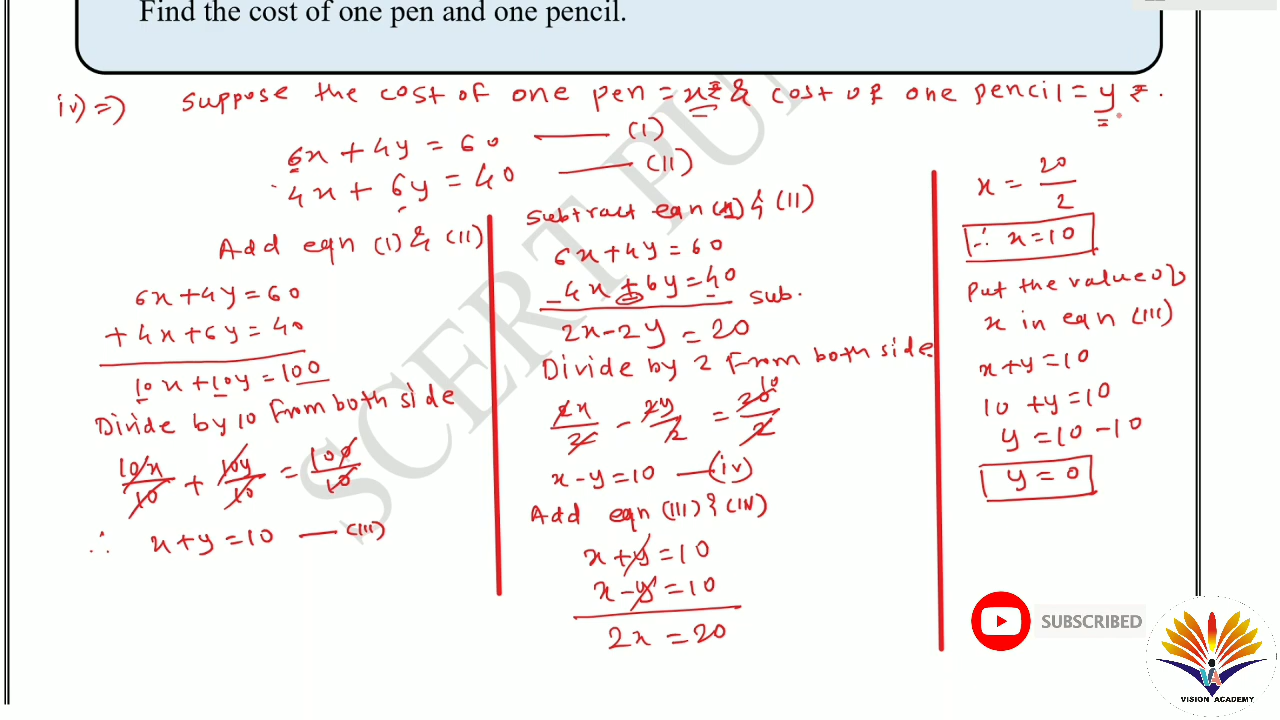 Find the cost of one pen and one pencil.
iv) ⇒ Suppose the cost of one pen = x ₹ & cost of one pencil = y ₹.
6x + 4y = 60 —— (I)
4x + 6y = 40 —— (II)
Add eqn (I) & (II)
6x + 4y = 60
+ 4x + 6y = 40
10x + 10y = 100
Divide by 10 from both side
10x/10 + 10y/10 = 100/10
∴ x + y = 10 — (III)
Subtract eqn (I) & (II)
6x + 4y = 60
– 4x + 6y = 40 sub.
2x – 2y = 20
Divide by 2 from both side
2x/2 – 2y/2 = 20/2 10
x – y = 10 — (iv)
Add eqn (III) & (IV)
x + y = 10
x – y = 10
2x = 20
x = 20/2
∴ x = 10
Put the value of
x in eqn (III)
x + y = 10
10 + y = 10
y = 10 – 10
y = 0
SCERT PU
SUBSCRIBED
VA
VISION ACADEMY